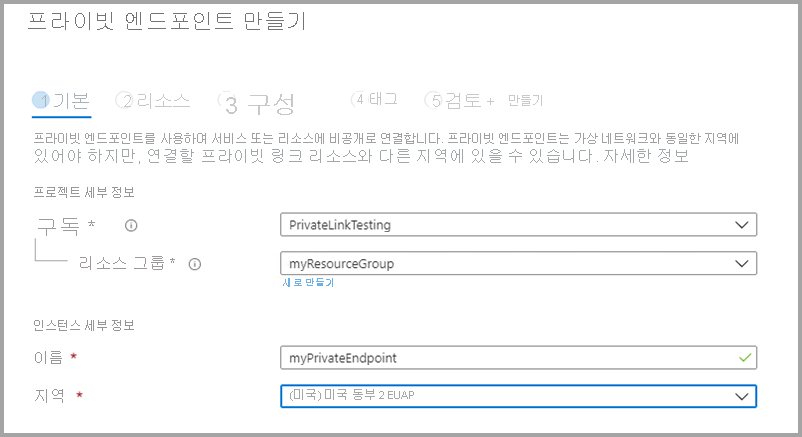 프라이빗 엔드포인트 만들기
1 기본 2 리소스 3 구성 4 태그 5 검토 + 만들기
프라이빗 엔드포인트를 사용하여 서비스 또는 리소스에 비공개로 연결합니다. 프라이빗 엔드포인트는 가상 네트워크와 동일한 지역에
있어야 하지만, 연결할 프라이빗 링크 리소스와 다른 지역에 있을 수 있습니다. 자세한 정보
프로젝트 세부 정보
구독 * PrivateLinkTesting
리소스 그룹 * myResourceGroup
새로 만들기
인스턴스 세부 정보
이름 * myPrivateEndpoint
지역 * (미국) 미국 동부 2 EUAP